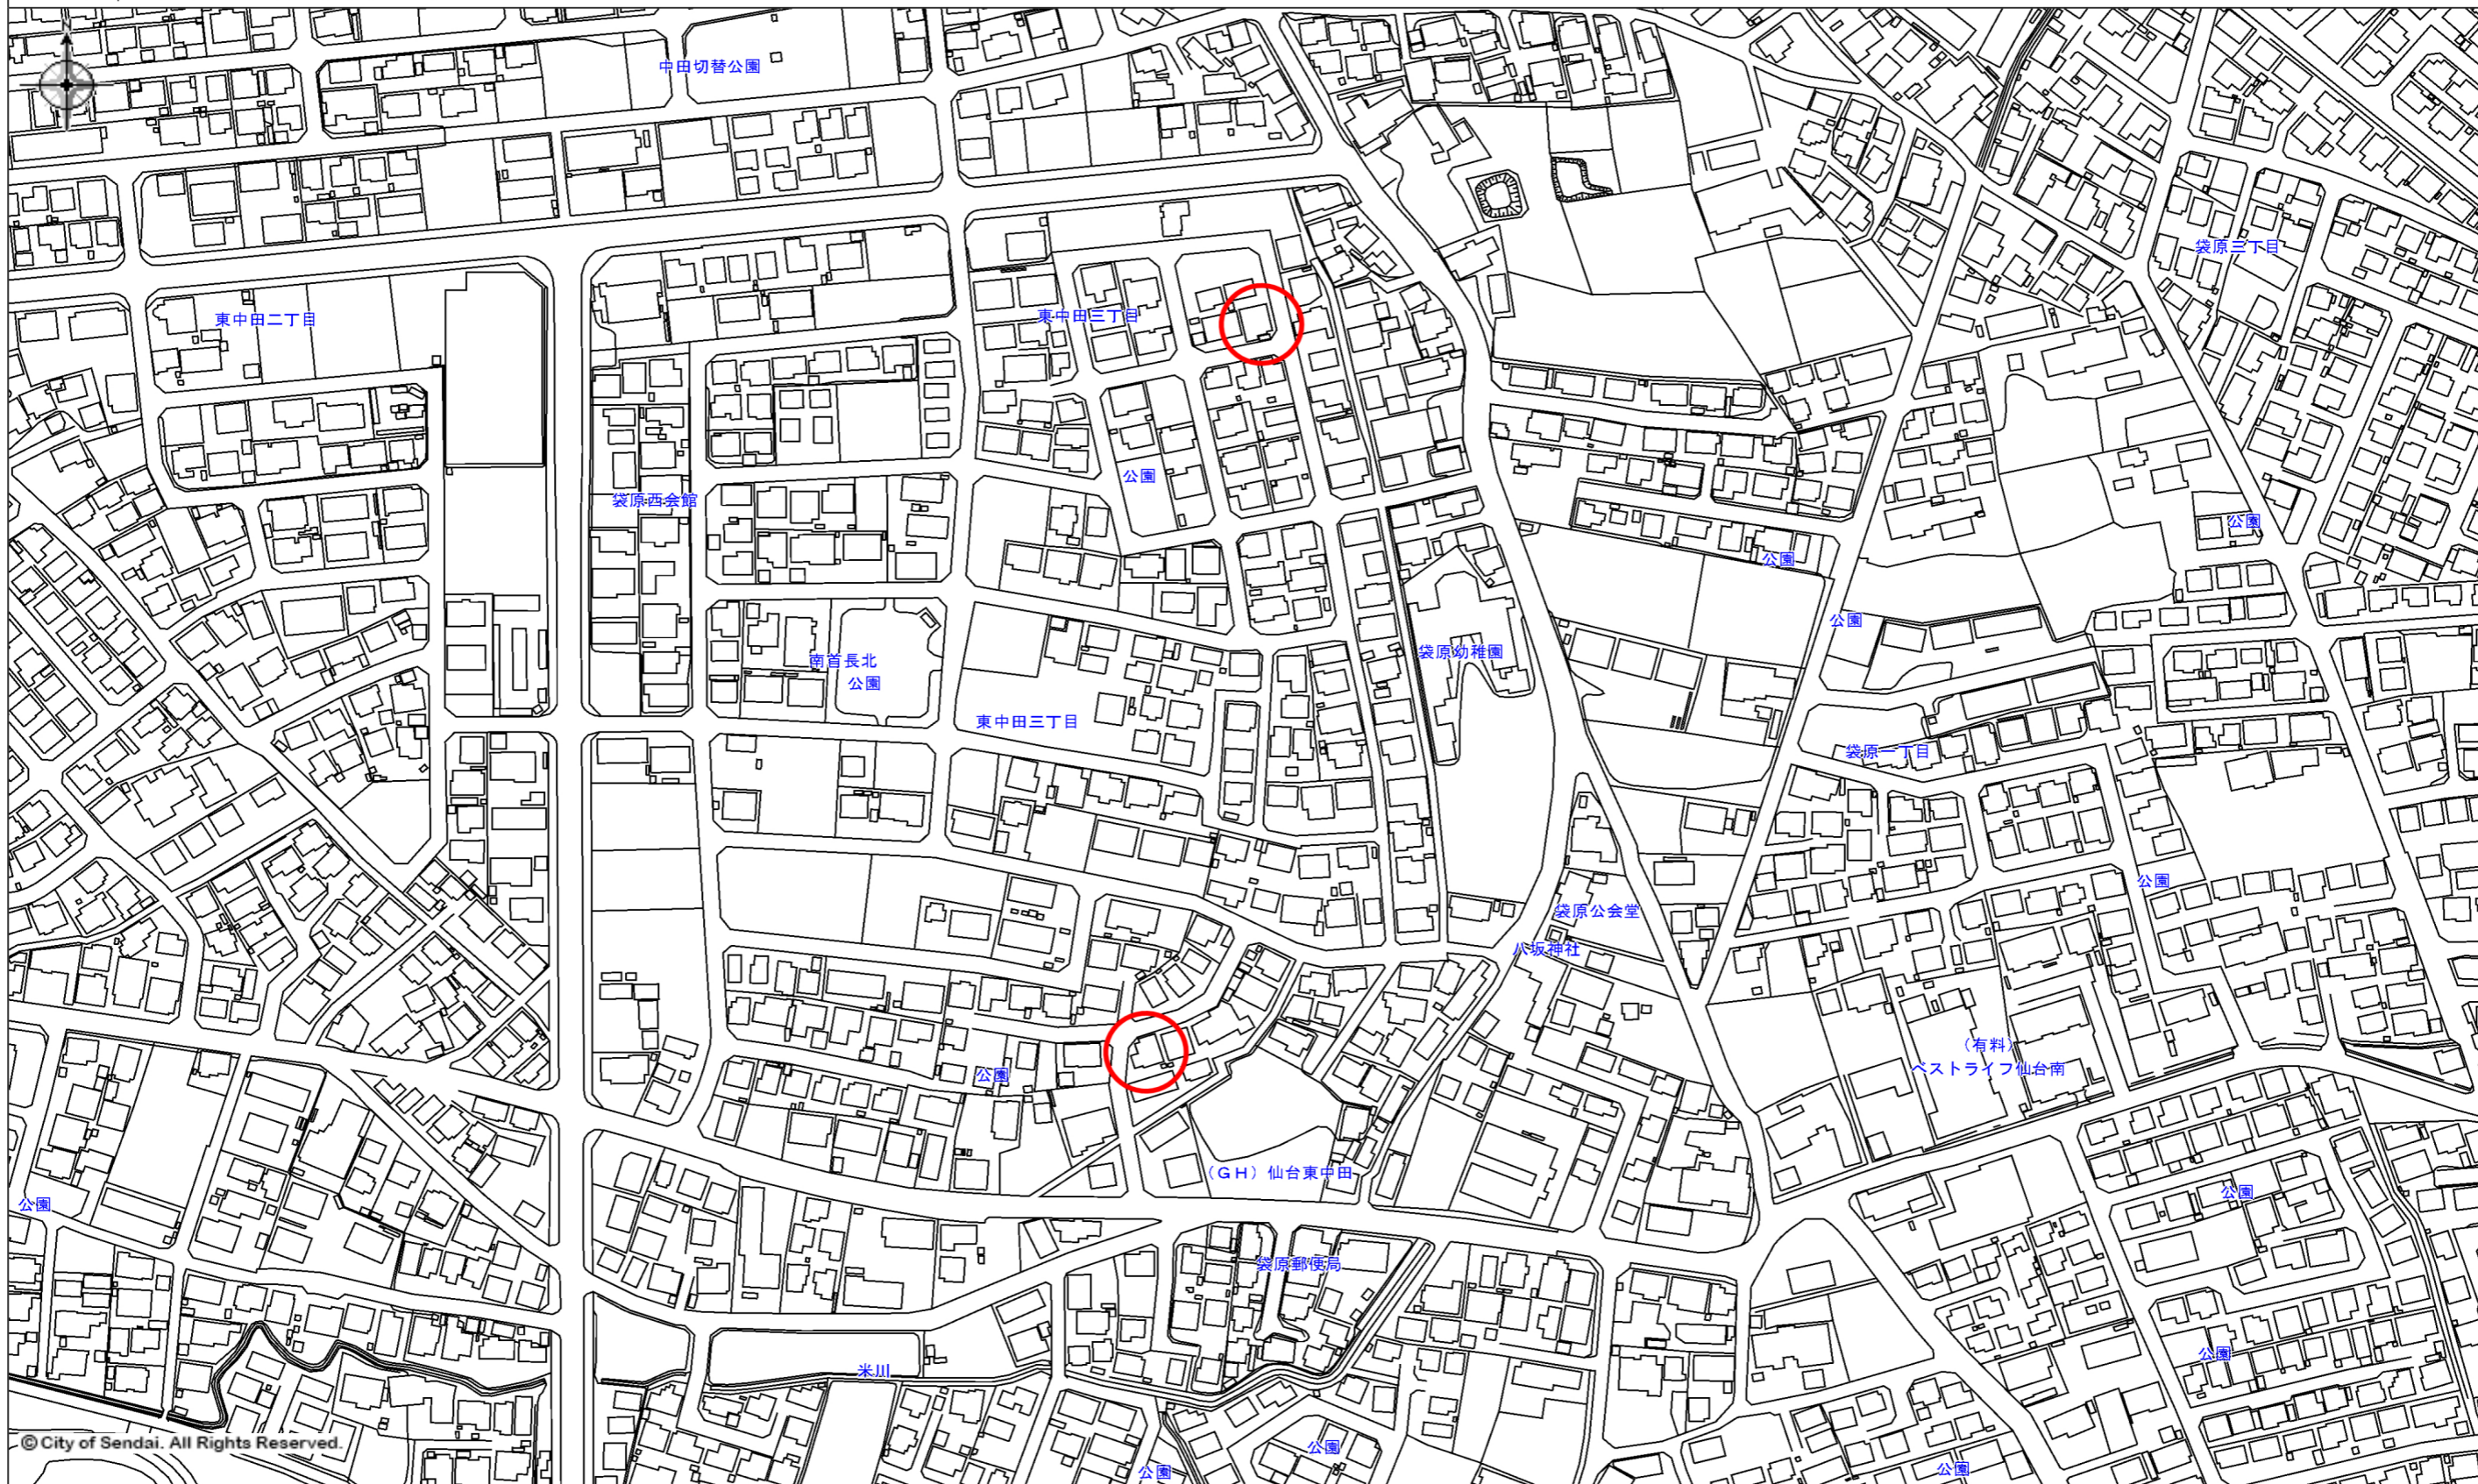 N
中田切替公園
袋原三丁目
東中田二丁目
東中田三丁目
公園
袋原西会館
公園
公園
公園
袋原幼稚園
南首長北
公園
東中田三丁目
袋原一丁目
公園
袋原公会堂
八坂神社
（有料）
ベストライフ仙台南
公園
（ＧＨ）仙台東中田
公園
公園
袋原郵便局
公園
米川
©City of Sendai. All Rights Reserved.
公園
公園
公園